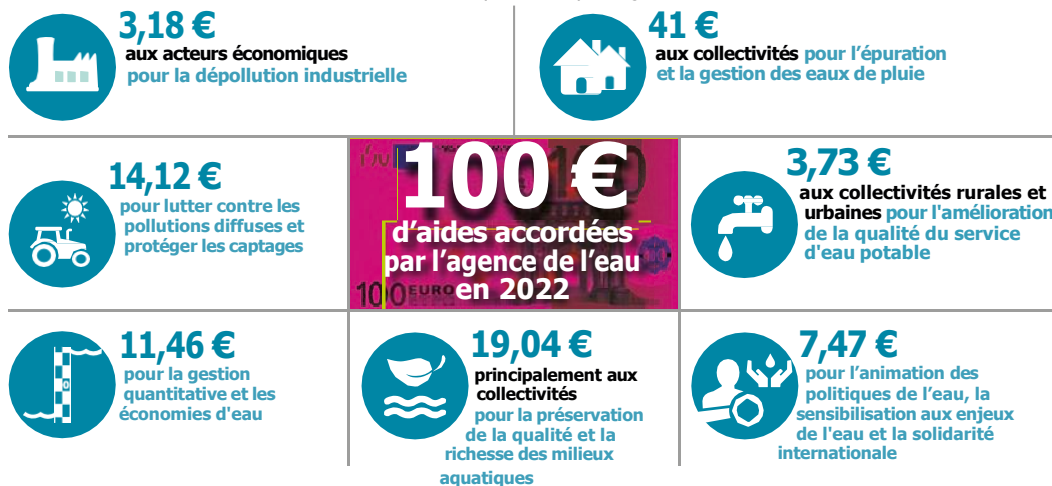 3,18 €
aux acteurs économiques
pour la dépollution industrielle
41 €
aux collectivités pour l’épuration
et la gestion des eaux de pluie
14,12 €
pour lutter contre les
pollutions diffuses et
protéger les captages
100 €
d’aides accordées
par l’agence de l’eau
en 2022
100 EURO
3,73 €
aux collectivités rurales et
urbaines pour l'amélioration
de la qualité du service
d'eau potable
11,46 €
pour la gestion
quantitative et les
économies d'eau
19,04 €
principalement aux
collectivités
pour la préservation
de la qualité et la
richesse des milieux
aquatiques
7,47 €
pour l’animation des
politiques de l’eau, la
sensibilisation aux enjeux
de l'eau et la solidarité
internationale